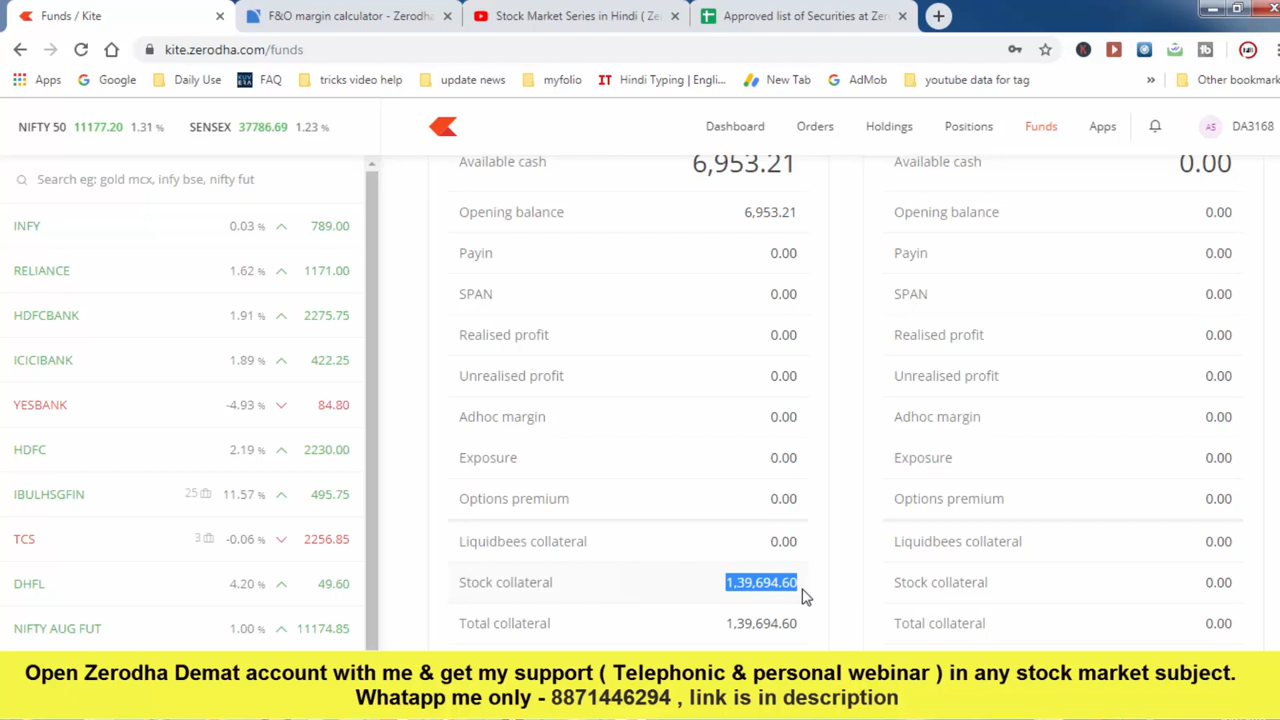 Funds / Kite
F&O margin calculator - Zerodha
Stock Market Series in Hindi ( Ze
Approved list of Securities at Zer
kite.zerodha.com/funds
Apps
Google
Daily Use
FAQ
tricks video help
update news
myfolio
IT Hindi Typing | Engli...
New Tab
AdMob
youtube data for tag
»
Other bookmark
NIFTY 50 11177.20 1.31 %
SENSEX 37786.69 1.23 %
Dashboard
Orders
Holdings
Positions
Funds
Apps
AS
DA3168
Search eg: gold mcx, infy bse, nifty fut
INFY 0.03 % 789.00
RELIANCE 1.62 % 1171.00
HDFCBANK 1.91 % 2275.75
ICICIBANK 1.89 % 422.25
YESBANK -4.93 % 84.80
HDFC 2.19 % 2230.00
IBULHSGFIN 25 11.57 % 495.75
TCS 3 -0.06 % 2256.85
DHFL 4.20 % 49.60
NIFTY AUG FUT 1.00 % 11174.85
Available cash 6,953.21
Opening balance 6,953.21
Payin 0.00
SPAN 0.00
Realised profit 0.00
Unrealised profit 0.00
Adhoc margin 0.00
Exposure 0.00
Options premium 0.00
Liquidbees collateral 0.00
Stock collateral 1,39,694.60
Total collateral 1,39,694.60
Available cash 0.00
Opening balance 0.00
Payin 0.00
SPAN 0.00
Realised profit 0.00
Unrealised profit 0.00
Adhoc margin 0.00
Exposure 0.00
Options premium 0.00
Liquidbees collateral 0.00
Stock collateral 0.00
Total collateral 0.00
Open Zerodha Demat account with me & get my support ( Telephonic & personal webinar ) in any stock market subject.
Whatapp me only - 8871446294 , link is in description